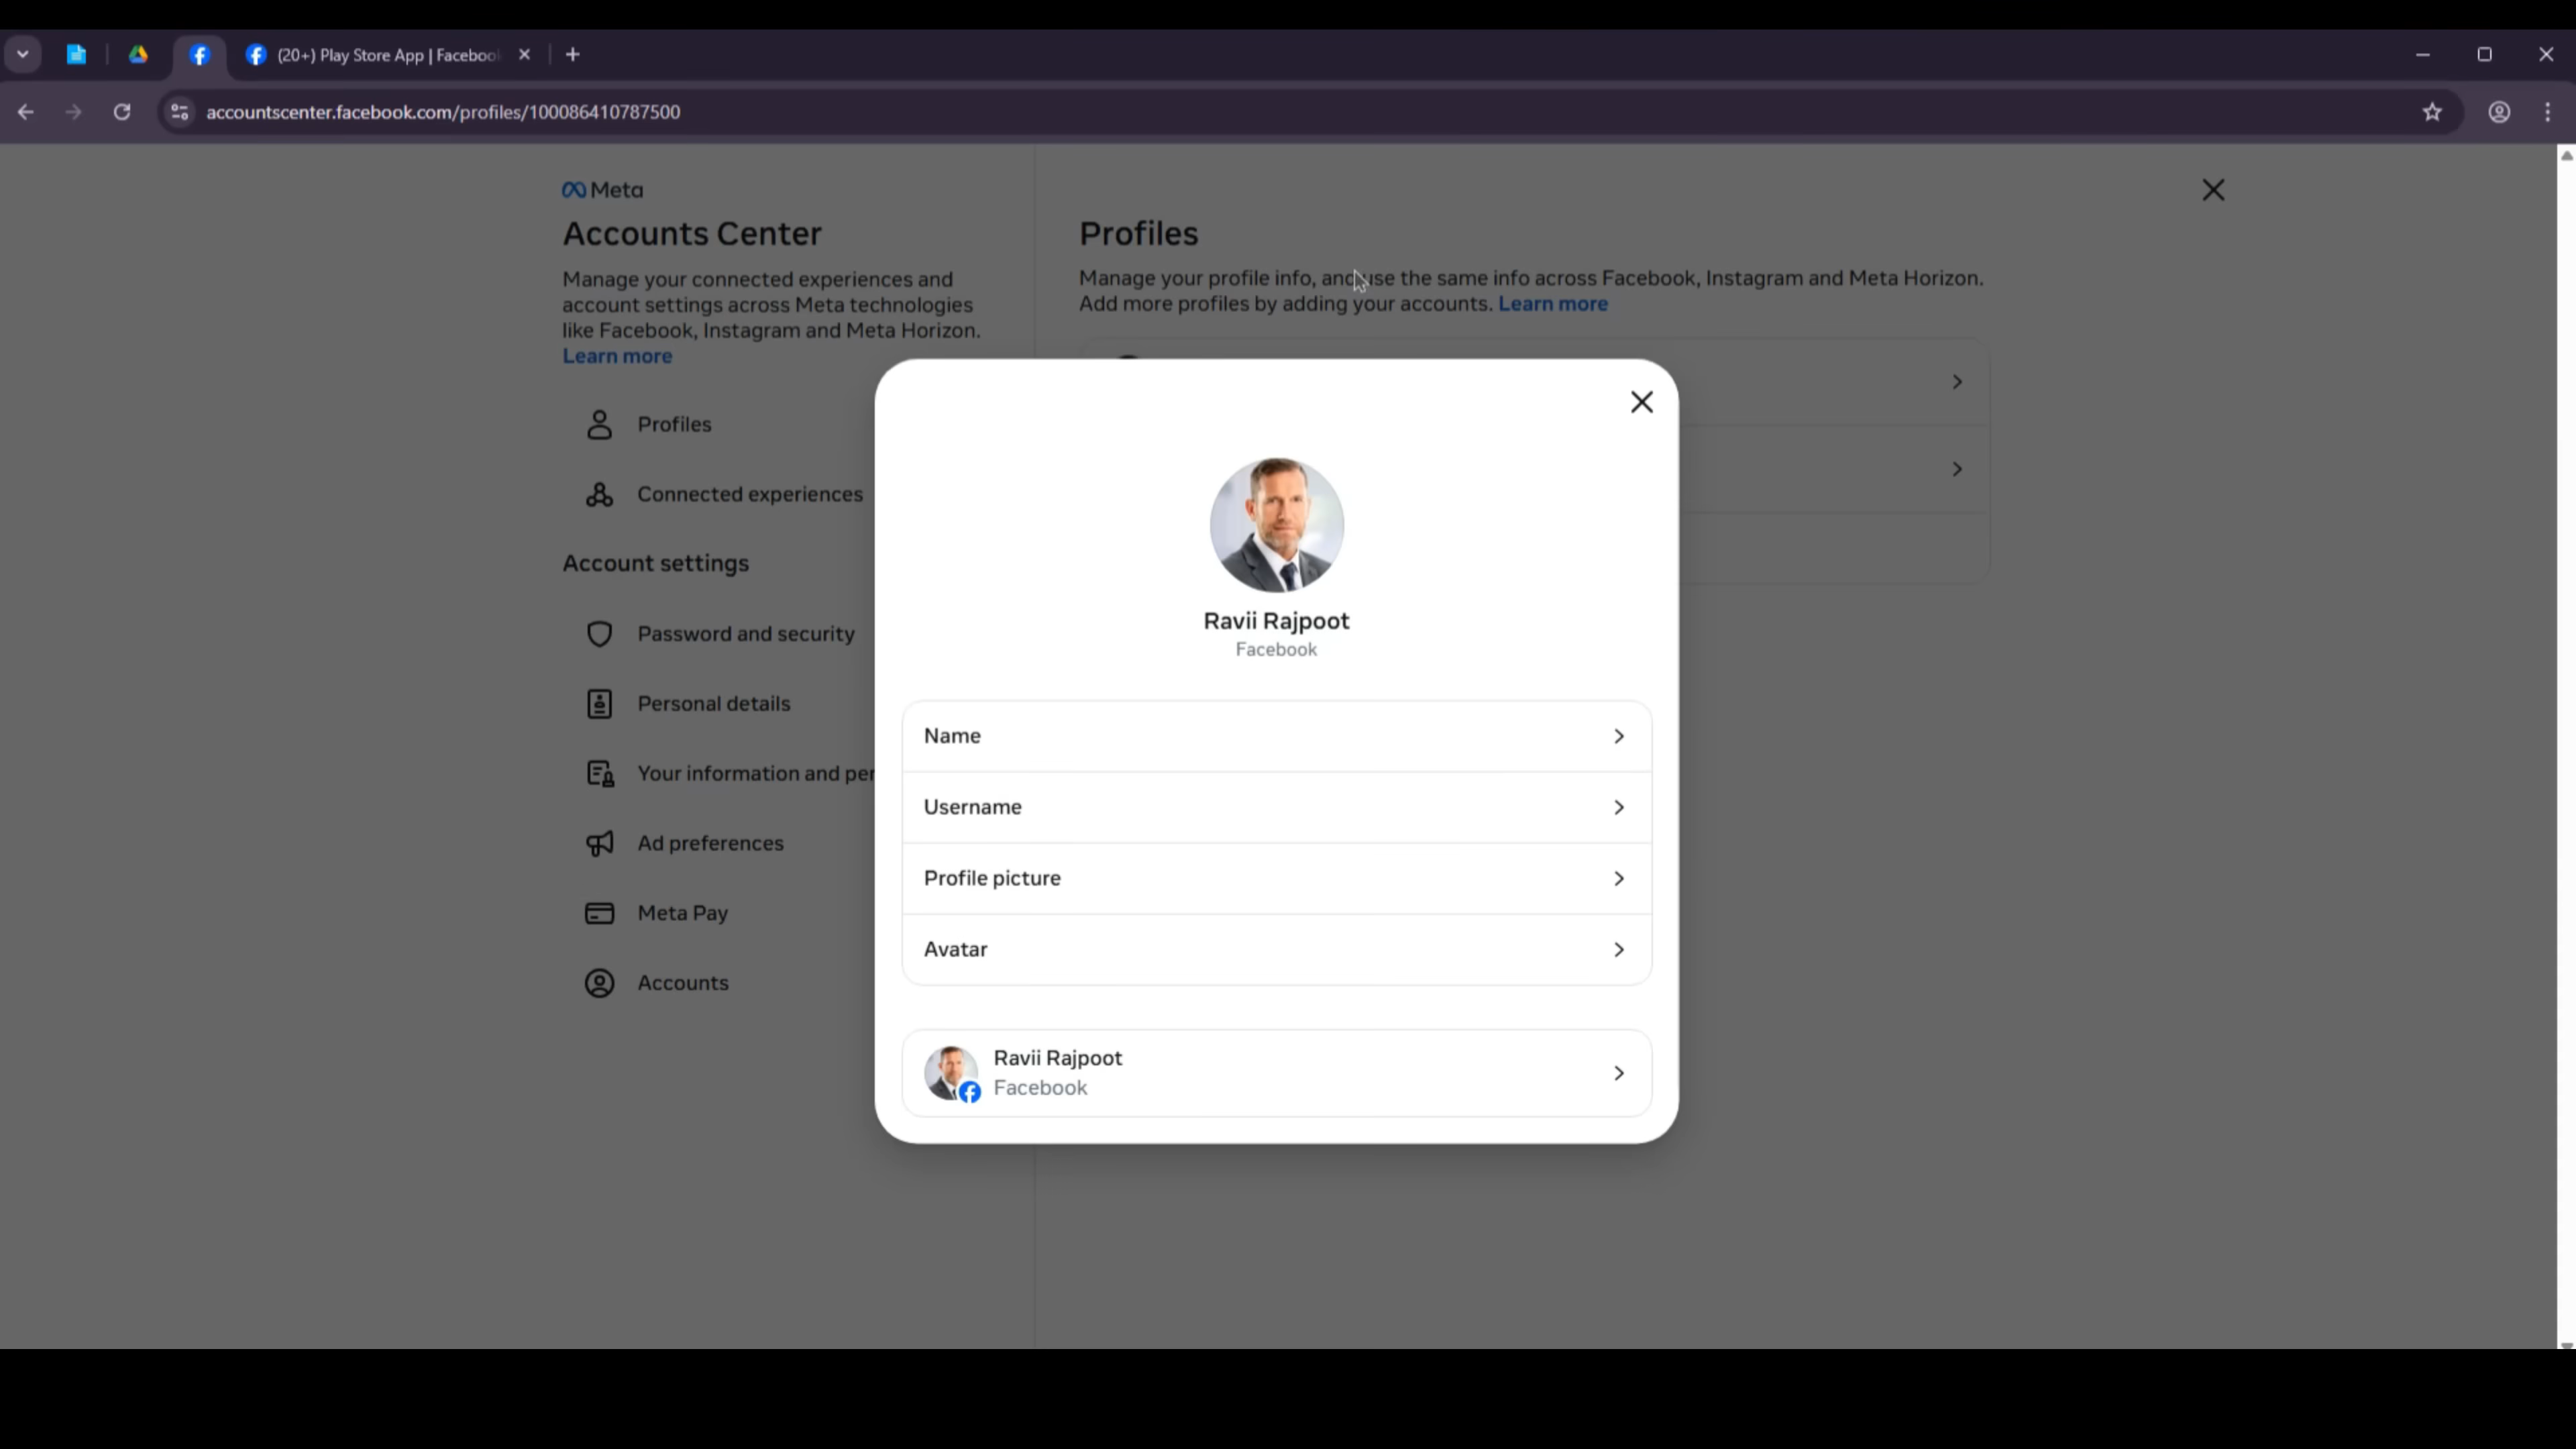 (20+) Play Store App | Faceboo
accountscenter.facebook.com/profiles/100086410787500
Meta
Accounts Center
Manage your connected experiences and
account settings across Meta technologies
like Facebook, Instagram and Meta Horizon.
Learn more
Profiles
Connected experiences
Account settings
Password and security
Personal details
Your information and per
Ad preferences
Meta Pay
Accounts
Profiles
Manage your profile info, and use the same info across Facebook, Instagram and Meta Horizon.
Add more profiles by adding your accounts. Learn more
Ravii Rajpoot
Facebook
Name
Username
Profile picture
Avatar
Ravii Rajpoot
Facebook